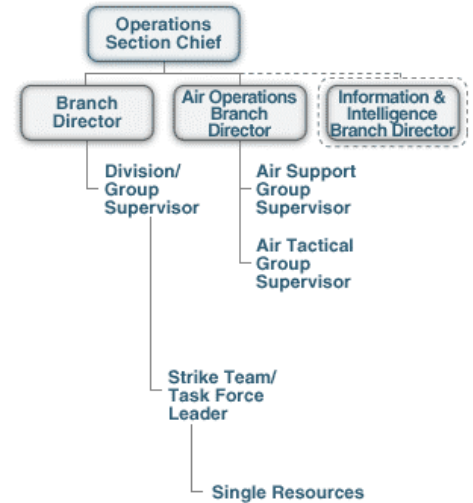 Operations
Section Chief
Branch
Director
Air Operations
Branch
Director
Information &
Intelligence
Branch Director
Division/
Group
Supervisor
Air Support
Group
Supervisor
Air Tactical
Group
Supervisor
Strike Team/
Task Force
Leader
Single Resources